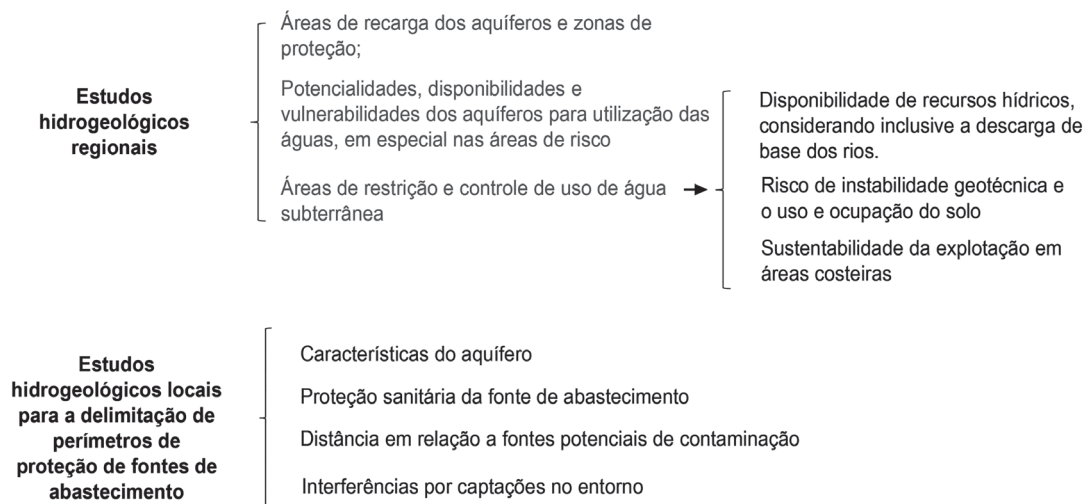 Estudos
hidrogeológicos
regionais
Áreas de recarga dos aquíferos e zonas de
proteção;
Potencialidades, disponibilidades e
vulnerabilidades dos aquíferos para utilização das
águas, em especial nas áreas de risco
Áreas de restrição e controle de uso de água
subterrânea
Disponibilidade de recursos hídricos,
considerando inclusive a descarga de
base dos rios.
Risco de instabilidade geotécnica e
o uso e ocupação do solo
Sustentabilidade da explotação em
áreas costeiras
Estudos
hidrogeológicos locais
para a delimitação de
perímetros de
proteção de fontes de
abastecimento
Características do aquífero
Proteção sanitária da fonte de abastecimento
Distância em relação a fontes potenciais de contaminação
Interferências por captações no entorno